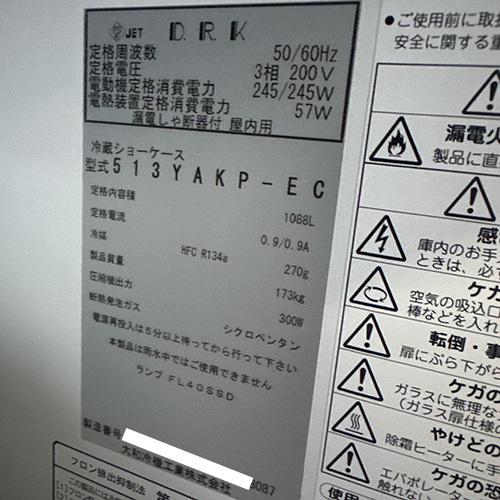 JET D.R.K
定格周波数 50/60Hz
定格電圧 3相 200V
電動機定格消費電力 245/245W
電熱装置定格消費電力 57W
漏電しゃ断器付 屋内用
冷蔵ショーケース
型式 513YAKP-EC
定格内容積 1088L
定格電流 0.9/0.9A
冷媒 HFC R134a 270g
製品質量 173kg
圧縮機出力 300W
断熱発泡ガス シクロペンタン
電源再投入は5分以上待ってから行って下さい
本製品は雨水中ではご使用できません
ランプ FL40SSD
製造番号 3087
大和冷機工業株式会社
フロン排出抑制法 第
●ご使用前に取扱
安全に関する重
漏電火
製品に直
感
庫内のお手
ときは、必
ケガ
空気の吸込口
棒などを入れ
転倒・事
扉にぶら下がら
ケガの
ガラスに無理な
(ガラス扉仕様の
やけどの
除霜ヒーターに手
ケガの
エバポレー
触れな
使用